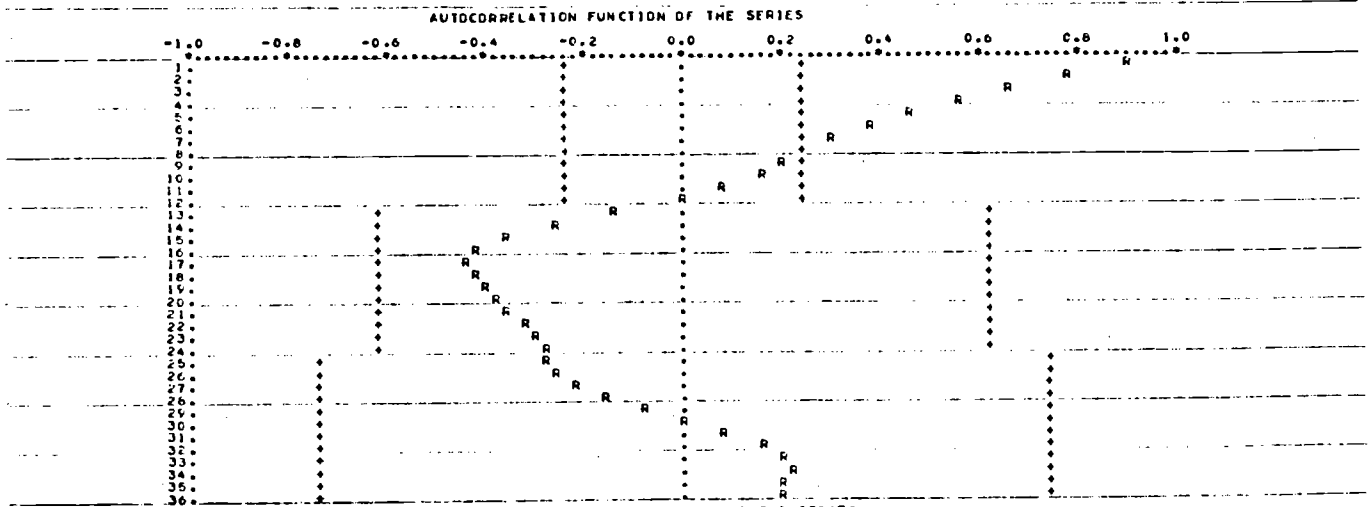 AUTOCORRELATION FUNCTION OF THE SERIES
-1.0 -0.8 -0.6 -0.4 -0.2 0.0 0.2 0.4 0.6 0.8 1.0
1 R
2 R
3 R
4 R
5 R
6 R
7 R
8
9 R
10 R
11 R
12 R
13 R
14 R
15 R
16 R
17 R
18 R
19 R
20 R
21 R
22 R
23 R
24 R
25 R
26 R
27 R
28 R
29 R
30 R
31 R
32 R
33 R
34 R
35 R
36 R